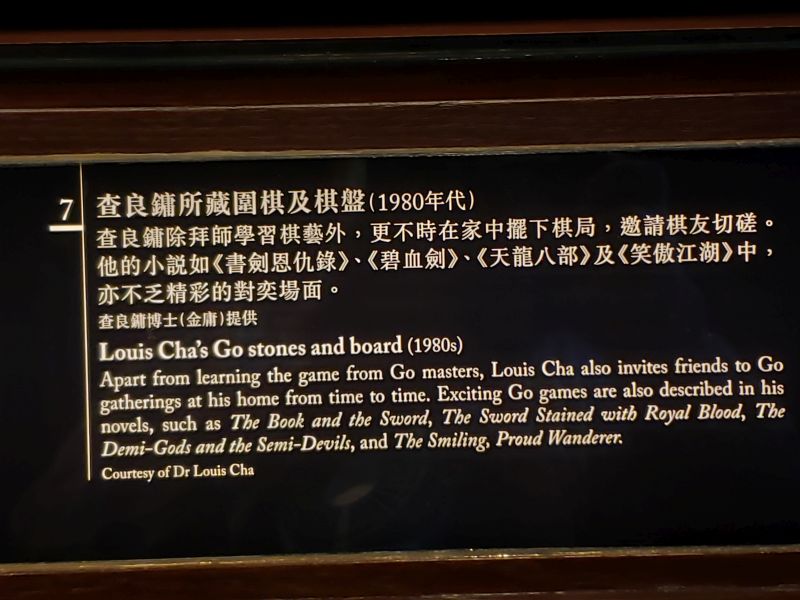 7
查良鏞所藏圍棋及棋盤(1980年代)
查良鏞除拜師學習棋藝外，更不時在家中擺下棋局，邀請棋友切磋。
他的小説如《書劍恩仇錄》、《碧血劍》、《天龍八部》及《笑傲江湖》中，
亦不乏精彩的對奕場面。
查良鏞博士(金庸)提供
Louis Cha's Go stones and board (1980s)
Apart from learning the game from Go masters, Louis Cha also invites friends to Go
gatherings at his home from time to time. Exciting Go games are also described in his
novels, such as The Book and the Sword, The Sword Stained with Royal Blood, The
Demi-Gods and the Semi-Devils, and The Smiling, Proud Wanderer.
Courtesy of Dr Louis Cha